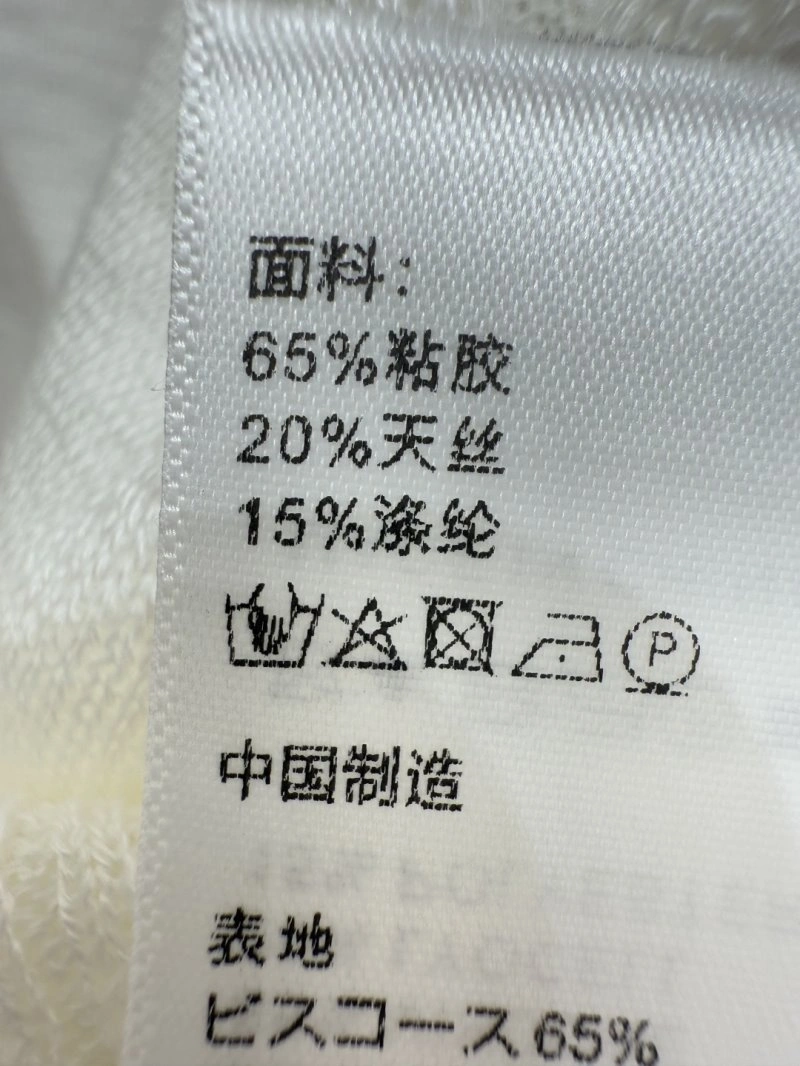 面料:
65%粘胶
20%天丝
15%涤纶
P
中国制造
表地
ビスコース65%